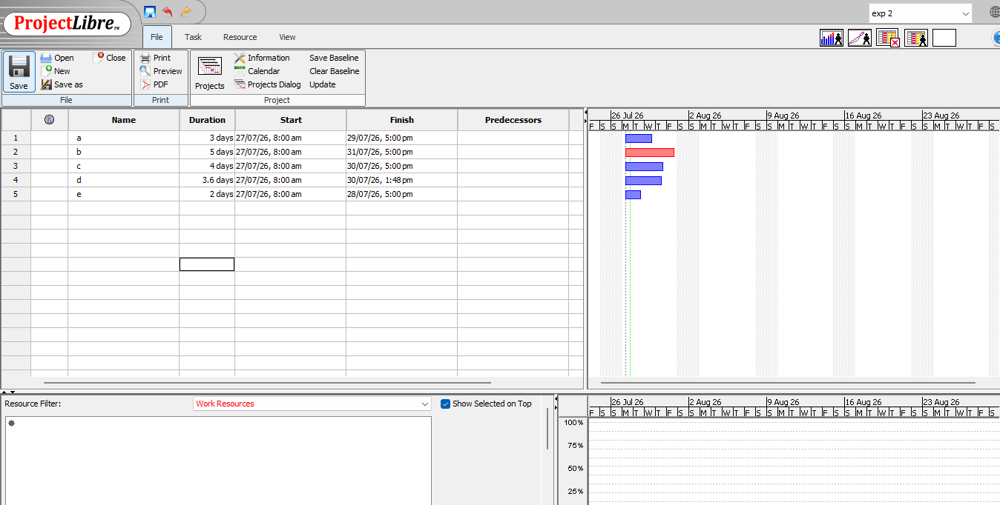 ProjectLibre™
exp 2
File Task Resource View
Save
Open
New
Save as
Close
File
Print
Preview
PDF
Print
Projects
Information
Calendar
Projects Dialog
Save Baseline
Clear Baseline
Update
Project
Name Duration Start Finish Predecessors
1 a 3 days 27/07/26, 8:00 am 29/07/26, 5:00 pm
2 b 5 days 27/07/26, 8:00 am 31/07/26, 5:00 pm
3 c 4 days 27/07/26, 8:00 am 30/07/26, 5:00 pm
4 d 3.6 days 27/07/26, 8:00 am 30/07/26, 1:48 pm
5 e 2 days 27/07/26, 8:00 am 28/07/26, 5:00 pm
26 Jul 26 2 Aug 26 9 Aug 26 16 Aug 26 23 Aug 26
F S S M T W T F S S M T W T F S S M T W T F S S M T W T F S S M T W T F S
Resource Filter: Work Resources Show Selected on Top
26 Jul 26 2 Aug 26 9 Aug 26 16 Aug 26 23 Aug 26
F S S M T W T F S S M T W T F S S M T W T F S S M T W T F S S M T W T F S
100%
75%
50%
25%